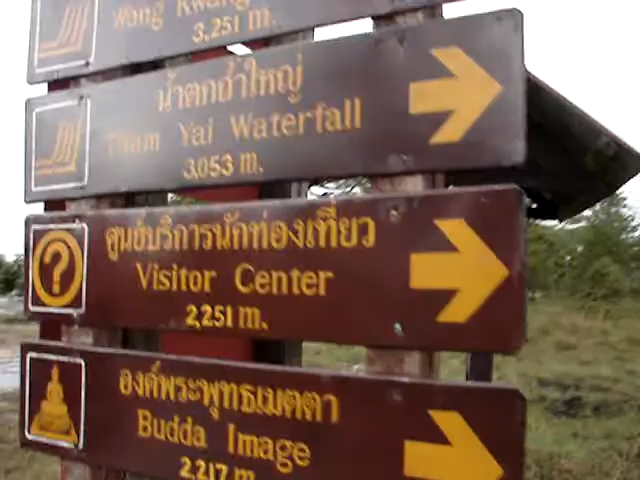 Wang Kwang
3,251 m.
น้ำตกถ้ำใหญ่
Tham Yai Waterfall
3,053 m.
ศูนย์บริการนักท่องเที่ยว
Visitor Center
2,251 m.
องค์พระพุทธเมตตา
Budda Image
2,217 m.